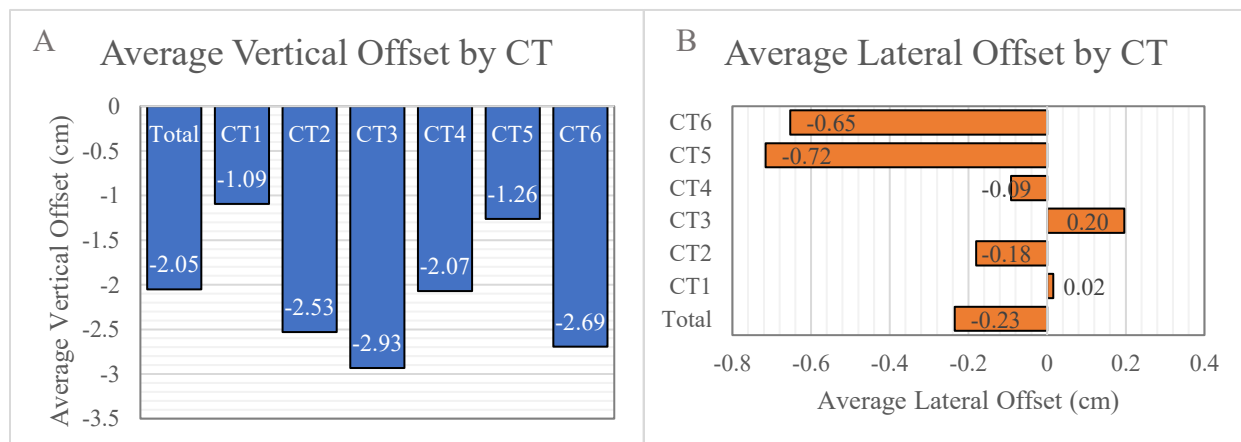 A
Average Vertical Offset by CT
Average Vertical Offset (cm)
0
-0.5
-1
-1.5
-2
-2.5
-3
-3.5
Total CT1 CT2 CT3 CT4 CT5 CT6
-2.05
-1.09
-2.53
-2.93
-2.07
-1.26
-2.69
B
Average Lateral Offset by CT
CT6 -0.65
CT5 -0.72
CT4 -0.09
CT3 0.20
CT2 -0.18
CT1 0.02
Total -0.23
-0.8 -0.6 -0.4 -0.2 0 0.2 0.4
Average Lateral Offset (cm)